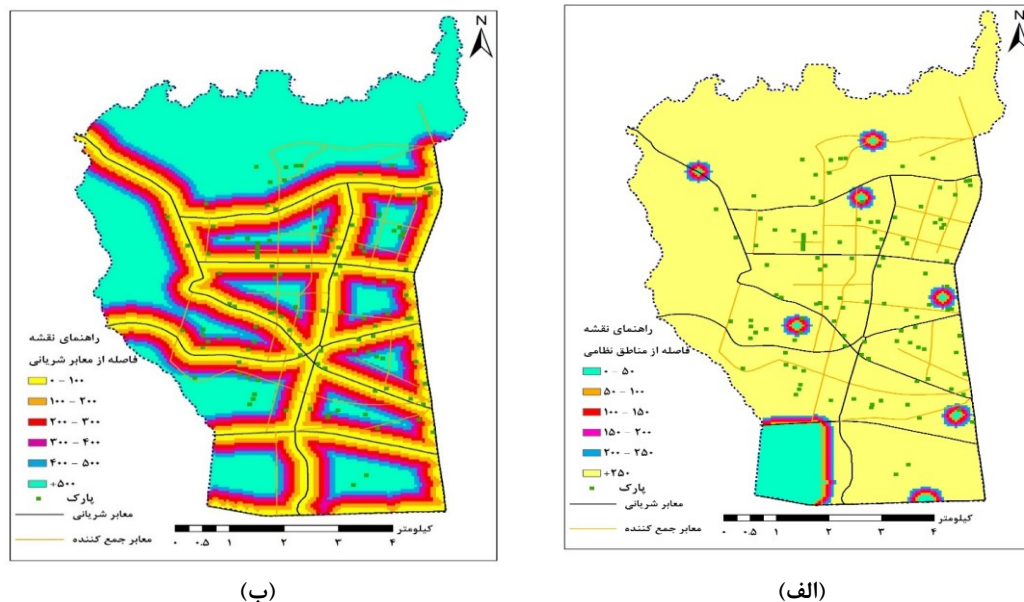 N
راهنمای نقشه
فاصله از معابر شریانی
۰ – ۱۰۰
۱۰۰ – ۲۰۰
۲۰۰ – ۳۰۰
۳۰۰ – ۴۰۰
۴۰۰ – ۵۰۰
+۵۰۰
پارک
معابر شریانی
معابر جمع کننده
کیلومتر
۰ ۰.۵ ۱ ۲ ۳ ۴
(ب)
N
راهنمای نقشه
فاصله از مناطق نظامی
۰ – ۵۰
۵۰ – ۱۰۰
۱۰۰ – ۱۵۰
۱۵۰ – ۲۰۰
۲۰۰ – ۲۵۰
+۲۵۰
پارک
معابر شریانی
معابر جمع کننده
کیلومتر
۰ ۰.۵ ۱ ۲ ۳ ۴
(الف)